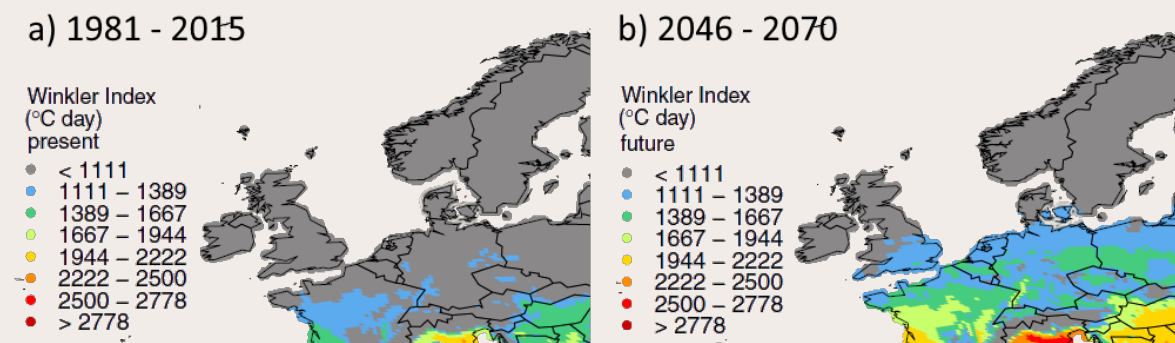 a) 1981 - 2015
Winkler Index
(°C day)
present
< 1111
1111 – 1389
1389 – 1667
1667 – 1944
1944 – 2222
2222 – 2500
2500 – 2778
> 2778
b) 2046 - 2070
Winkler Index
(°C day)
future
< 1111
1111 – 1389
1389 – 1667
1667 – 1944
1944 – 2222
2222 – 2500
2500 – 2778
> 2778